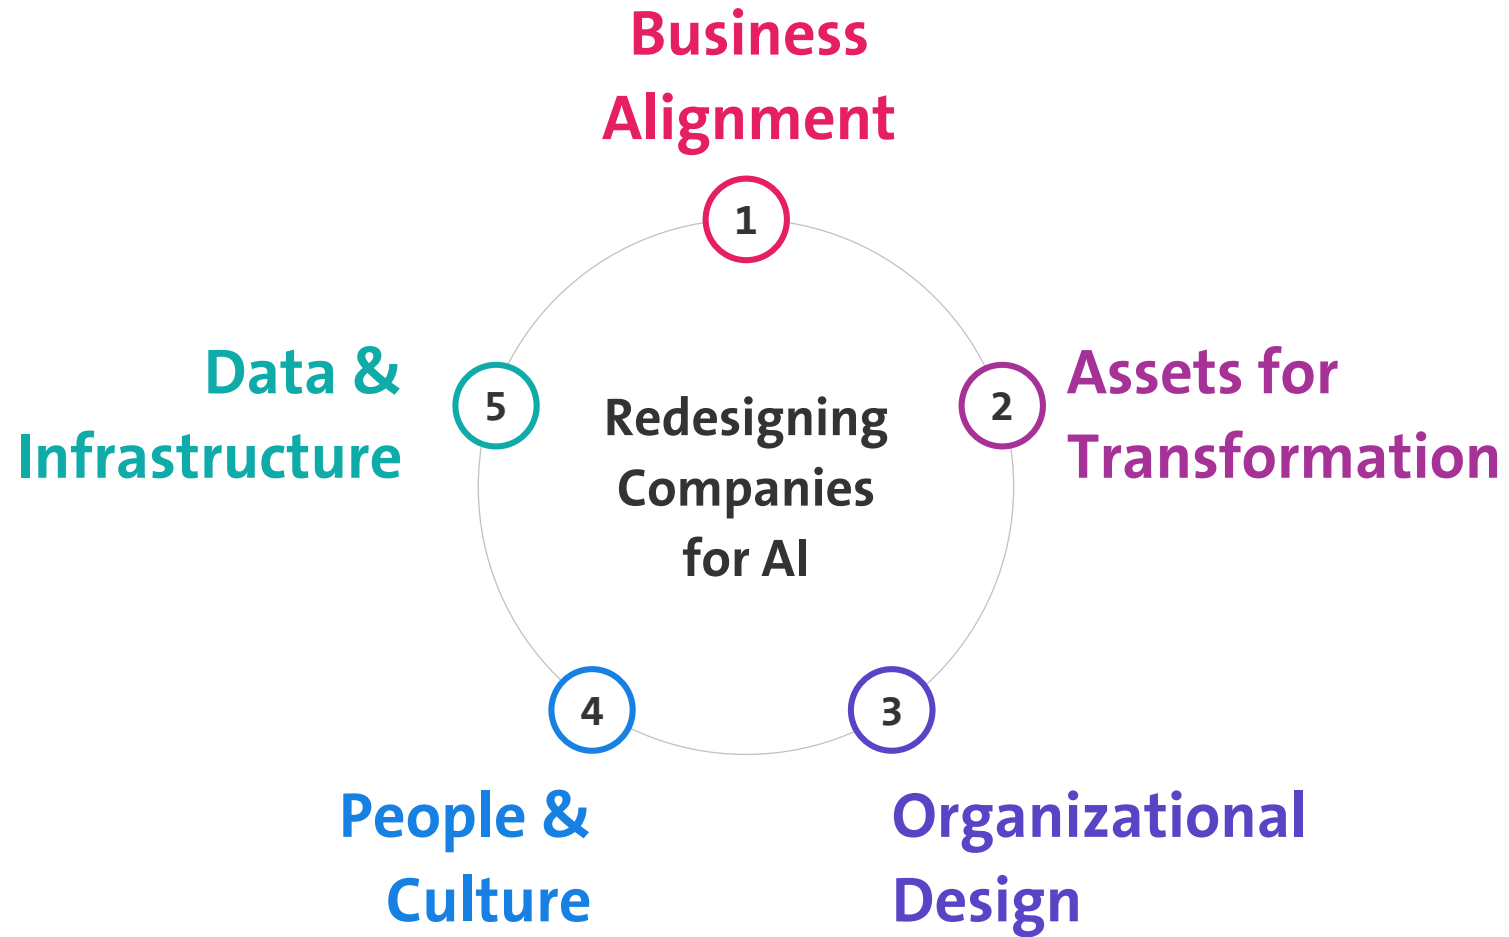 Business
Alignment
1
Data &
Infrastructure
5
Redesigning
Companies
for AI
2
Assets for
Transformation
4
3
People &
Culture
Organizational
Design